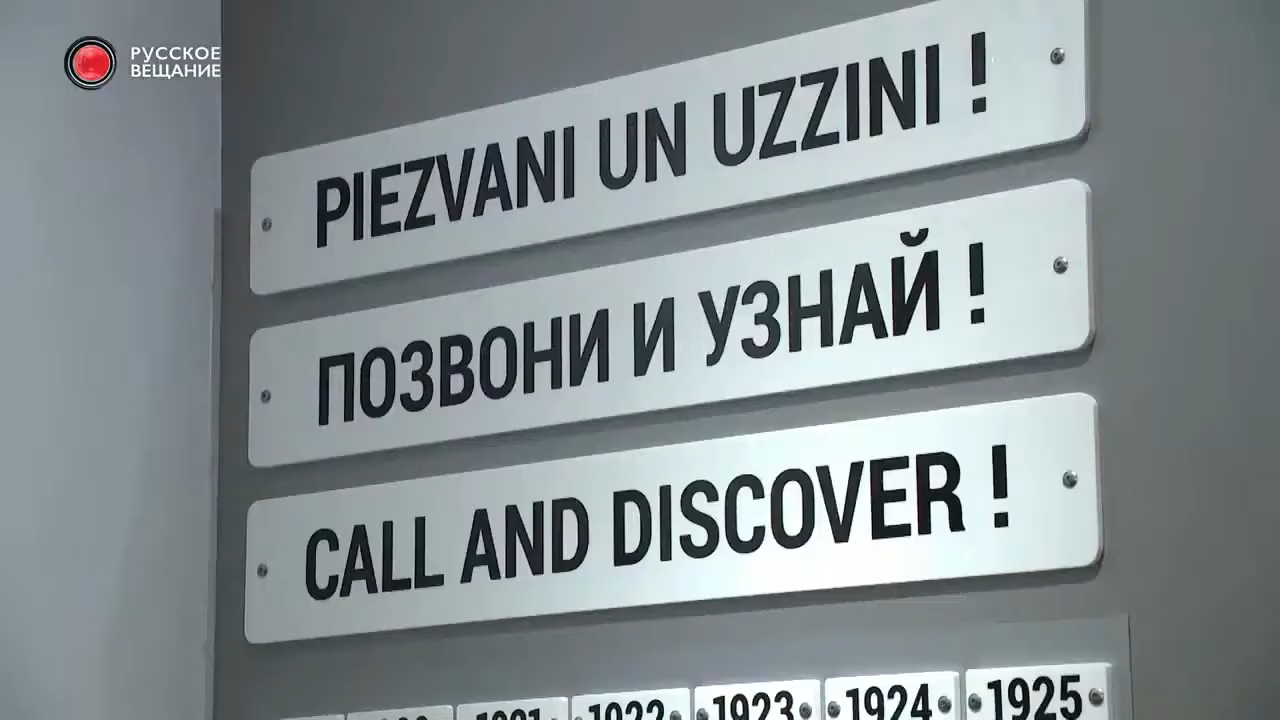 РУССКОЕ
ВЕЩАНИЕ
PIEZVANI UN UZZINI !
ПОЗВОНИ И УЗНАЙ !
CALL AND DISCOVER !
1921 1922 1923 1924 1925